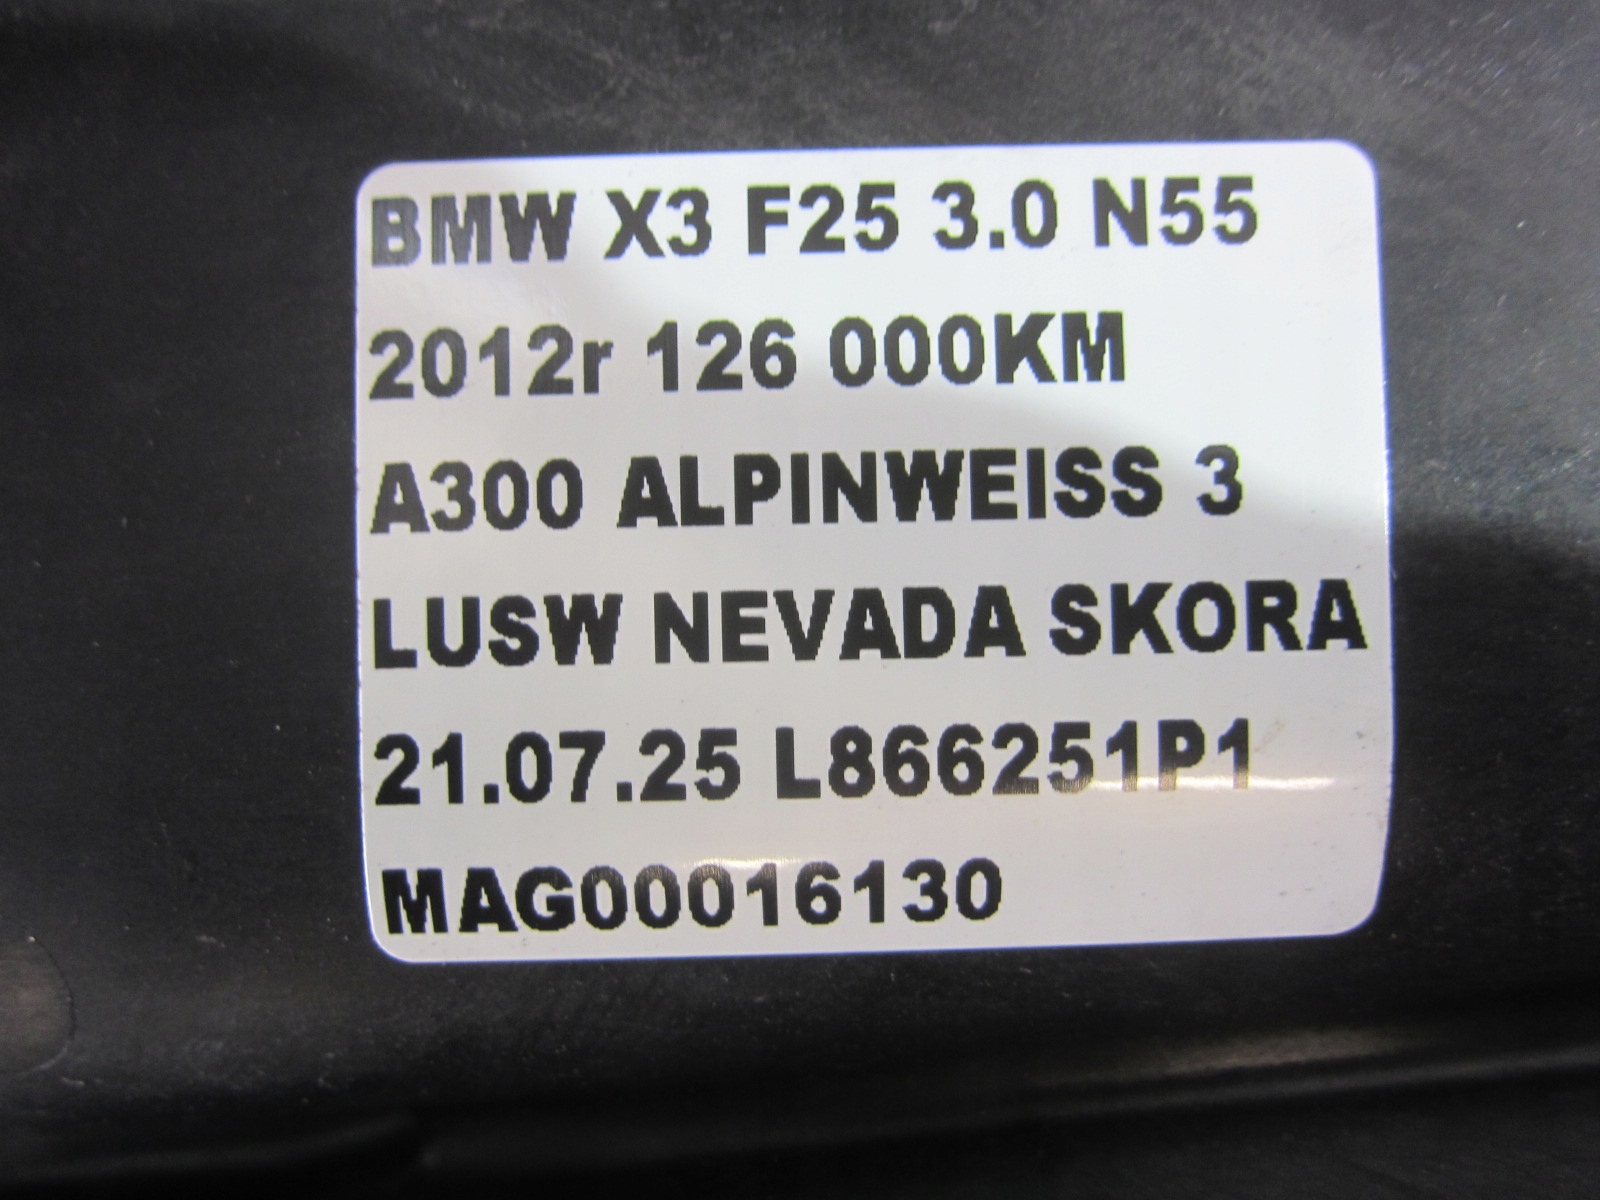 BMW X3 F25 3.0 N55
2012r 126 000KM
A300 ALPINWEISS 3
LUSW NEVADA SKORA
21.07.25 L866251P1
MAG00016130